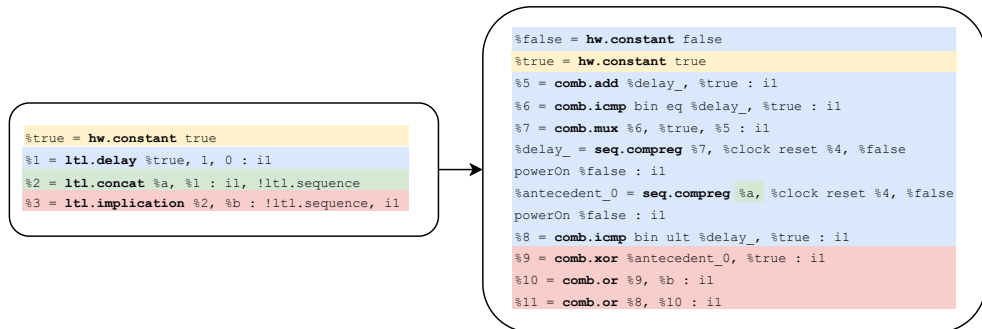 %true = hw.constant true
%1 = ltl.delay %true, 1, 0 : i1
%2 = ltl.concat %a, %1 : i1, !ltl.sequence
%3 = ltl.implication %2, %b : !ltl.sequence, i1
%false = hw.constant false
%true = hw.constant true
%5 = comb.add %delay_, %true : i1
%6 = comb.icmp bin eq %delay_, %true : i1
%7 = comb.mux %6, %true, %5 : i1
%delay_ = seq.compreg %7, %clock reset %4, %false
powerOn %false : i1
%antecedent_0 = seq.compreg %a, %clock reset %4, %false
powerOn %false : i1
%8 = comb.icmp bin ult %delay_, %true : i1
%9 = comb.xor %antecedent_0, %true : i1
%10 = comb.or %9, %b : i1
%11 = comb.or %8, %10 : i1